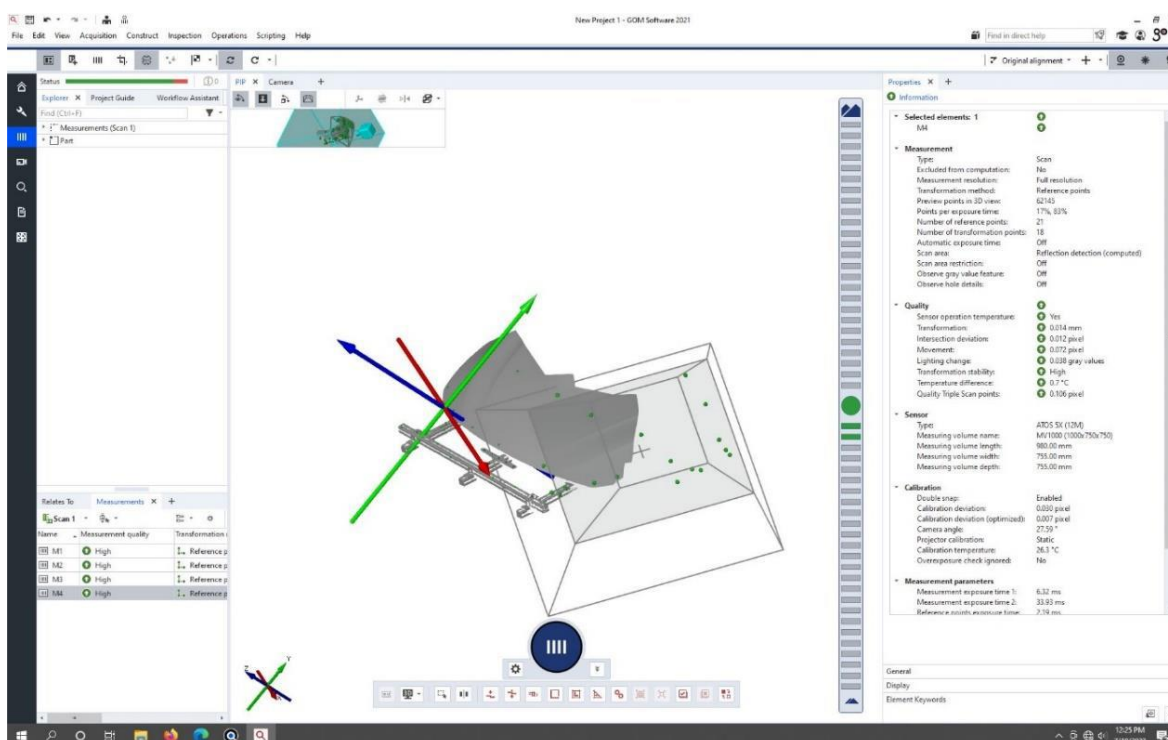 New Project 1 - GOM Software 2021
File Edit View Acquisition Construct Inspection Operations Scripting Help
Find in direct help
Original alignment
Status
0
Explorer
Project Guide
Workflow Assistant
Find (Ctrl+F)
Measurements (Scan 1)
Part
PIP
Camera
Properties
Information
Selected elements: 1
M4
Measurement
Type: Scan
Excluded from computation: No
Measurement resolution: Full resolution
Transformation method: Reference points
Preview points in 3D view: 62145
Points per exposure time: 17%, 83%
Number of reference points: 21
Number of transformation points: 18
Automatic exposure time: Off
Scan area: Reflection detection (computed)
Scan area restriction: Off
Observe gray value feature: Off
Observe hole details: Off
Quality
Sensor operation temperature: Yes
Transformation: 0.014 mm
Intersection deviation: 0.012 pixel
Movement: 0.072 pixel
Lighting change: 0.038 gray values
Transformation stability: High
Temperature difference: 0.7 °C
Quality Triple Scan points: 0.106 pixel
Sensor
Type: ATOS 5X (12M)
Measuring volume name: MV1000 (1000x750x750)
Measuring volume length: 980.00 mm
Measuring volume width: 755.00 mm
Measuring volume depth: 755.00 mm
Calibration
Double snap: Enabled
Calibration deviation: 0.030 pixel
Calibration deviation (optimized): 0.007 pixel
Camera angle: 27.59 °
Projector calibration: Static
Calibration temperature: 26.3 °C
Overexposure check ignored: No
Measurement parameters
Measurement exposure time 1: 6.32 ms
Measurement exposure time 2: 33.93 ms
Reference points exposure time: 2.19 ms
General
Display
Element Keywords
Relates To
Measurements
Scan 1
Name
Measurement quality
Transformation
M1 High Reference p
M2 High Reference p
M3 High Reference p
M4 High Reference p
Z
Y
12:25 PM